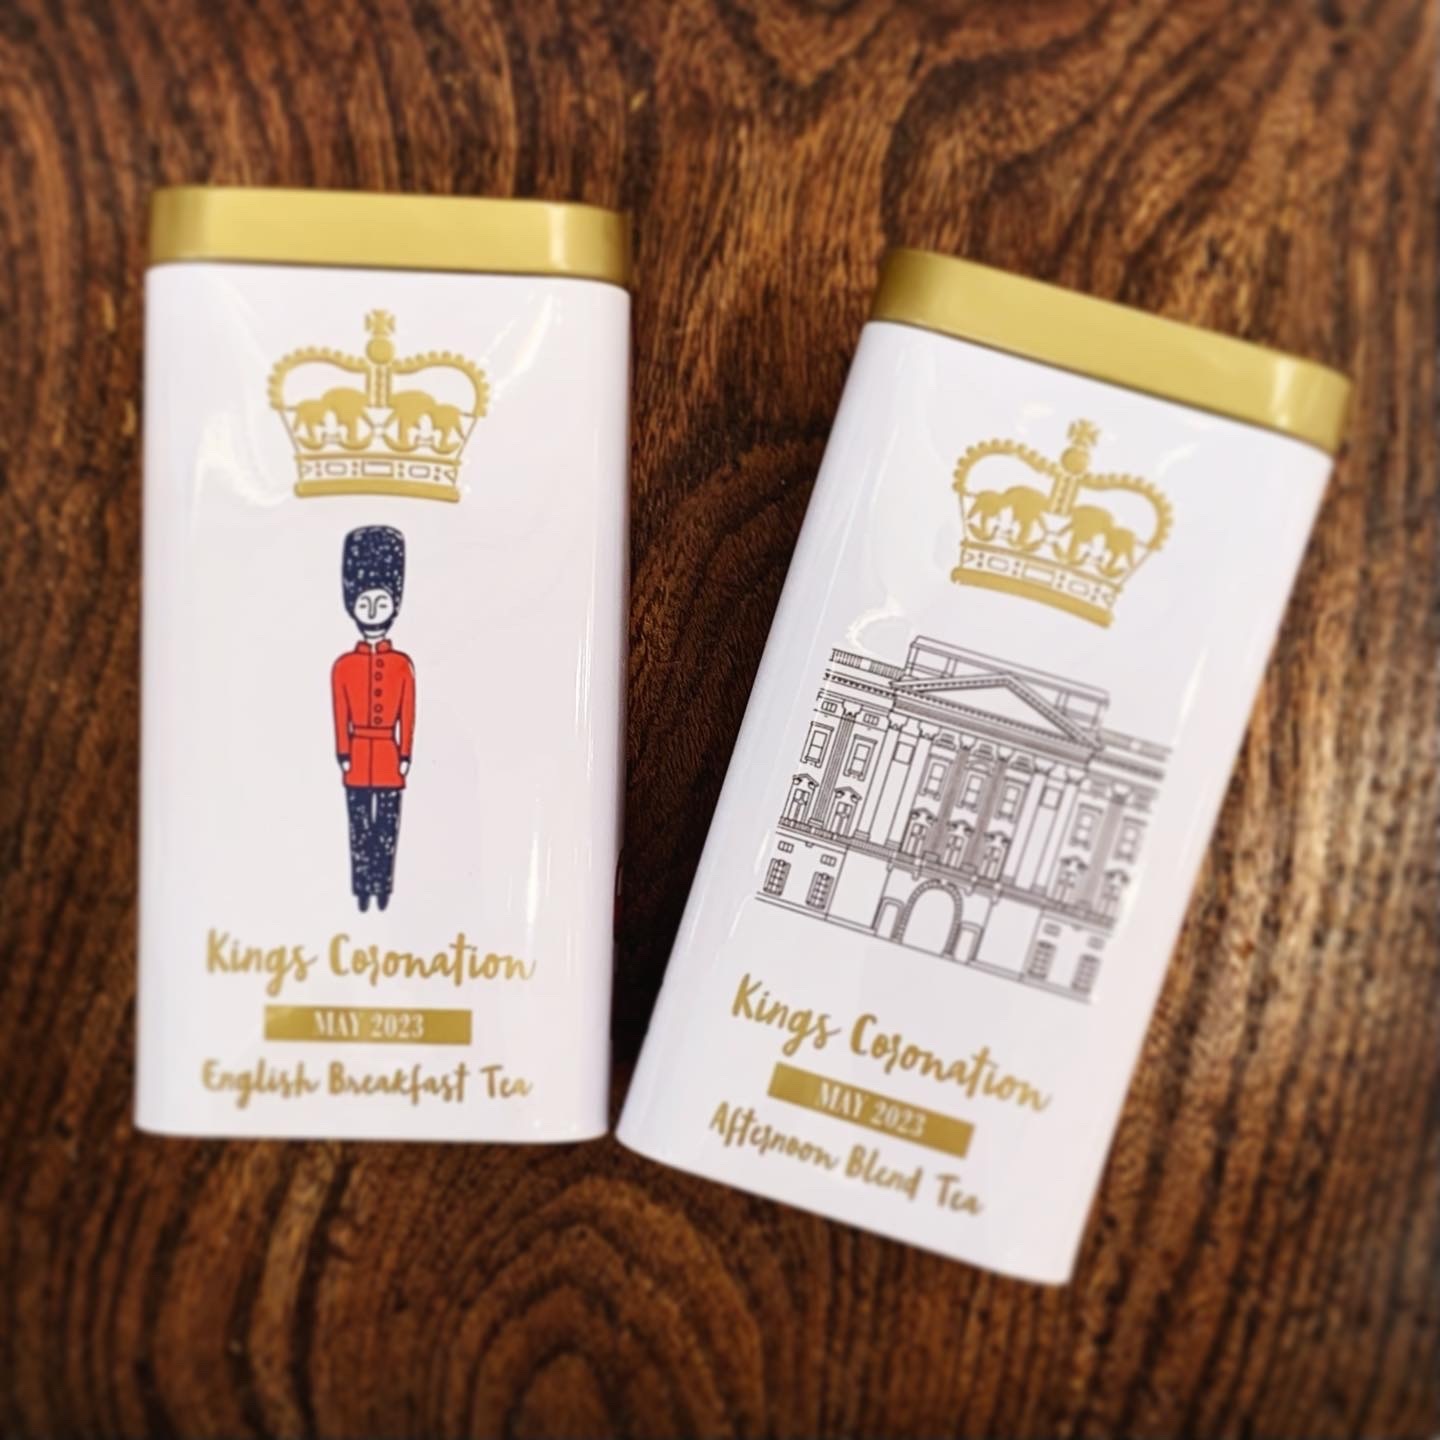 Kings Coronation
MAY 2023
English Breakfast Tea
Kings Coronation
MAY 2023
Afternoon Blend Tea